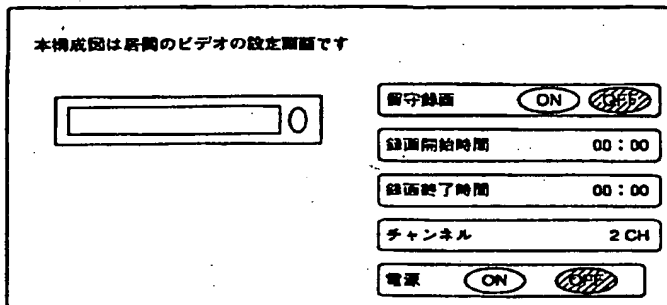 本構成図は居間のビデオの設定画面です
留守録画 ON OFF
録画開始時間 00:00
録画終了時間 00:00
チャンネル 2 CH
電源 ON OFF